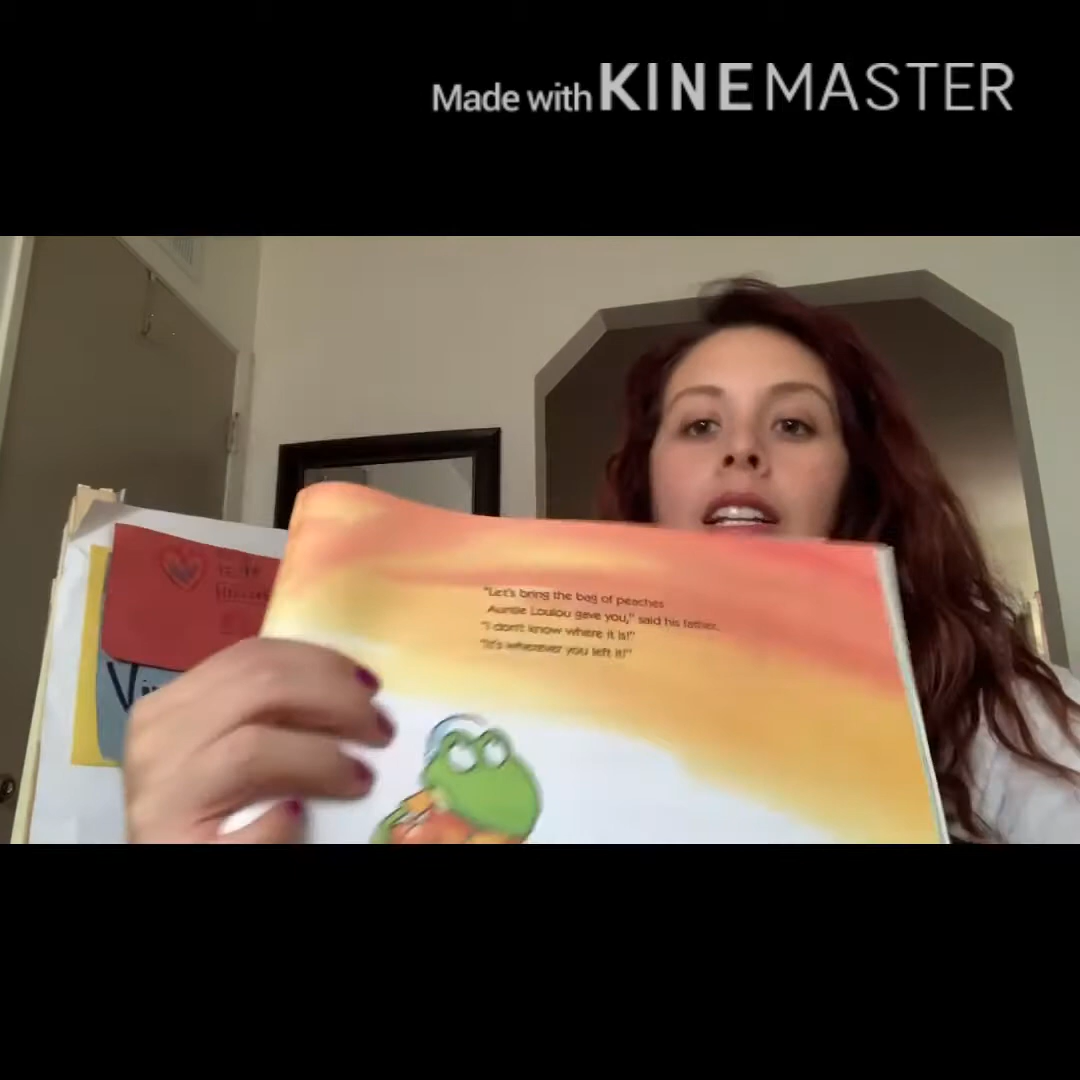 Made with KINEMASTER
"Let's bring the bag of peaches
Auntie Loulou gave you," said his father.
"I don't know where it is!"
"It's wherever you left it!"